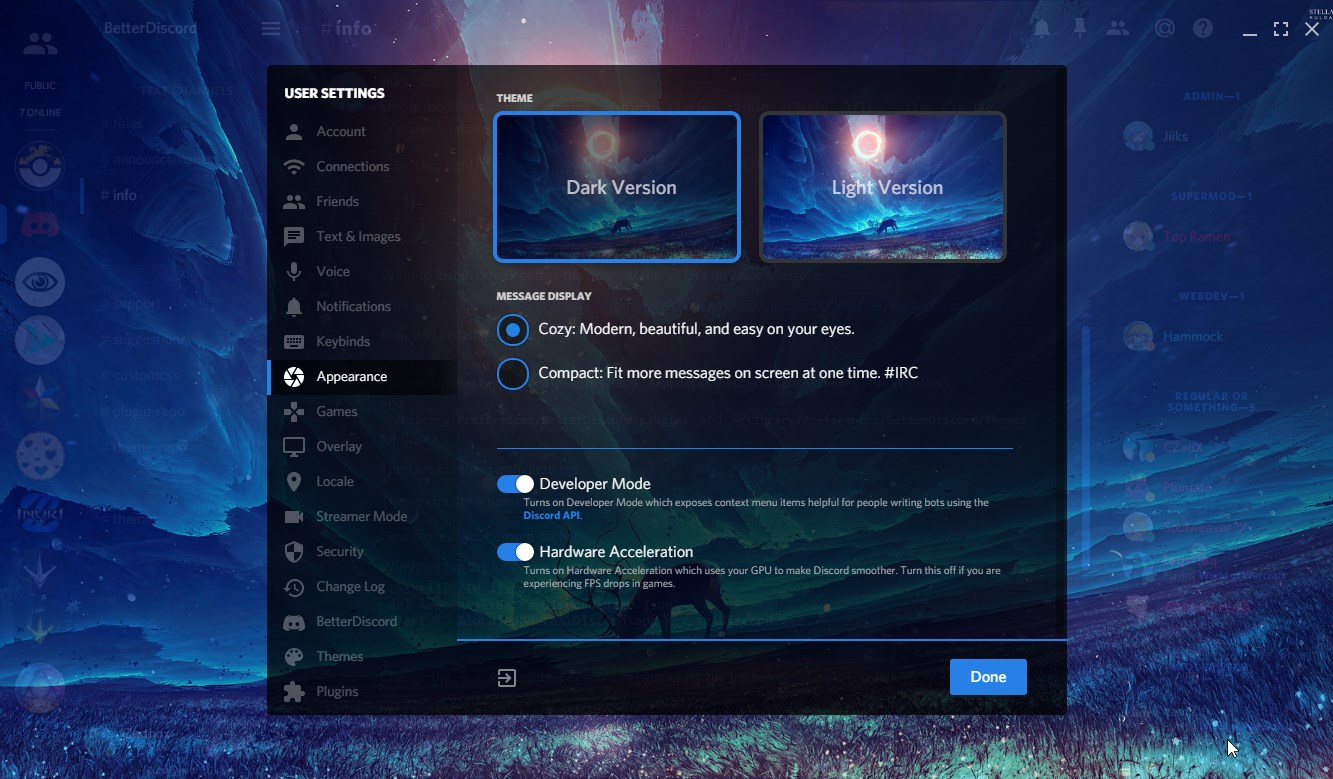 STELLA
BetterDiscord
# info
PUBLIC
TEXT CHANNELS
7 ONLINE
# rules
# announcements
# info
# support
# suggestions
# customcss
# plugin-repo
# theme-repo
USER SETTINGS
Account
Connections
Friends
Text & Images
Voice
Notifications
Keybinds
Appearance
Games
Overlay
Locale
Streamer Mode
Security
Change Log
BetterDiscord
Themes
Plugins
THEME
Dark Version
Light Version
MESSAGE DISPLAY
Cozy: Modern, beautiful, and easy on your eyes.
Compact: Fit more messages on screen at one time. #IRC
Developer Mode
Turns on Developer Mode which exposes context menu items helpful for people writing bots using the
Discord API.
Hardware Acceleration
Turns on Hardware Acceleration which uses your GPU to make Discord smoother. Turn this off if you are
experiencing FPS drops in games.
Done
ADMIN—1
Jiiks
SUPERMOD—1
Top Ramen
WEBDEV—1
Hammock
REGULAR OR
SOMETHING—5